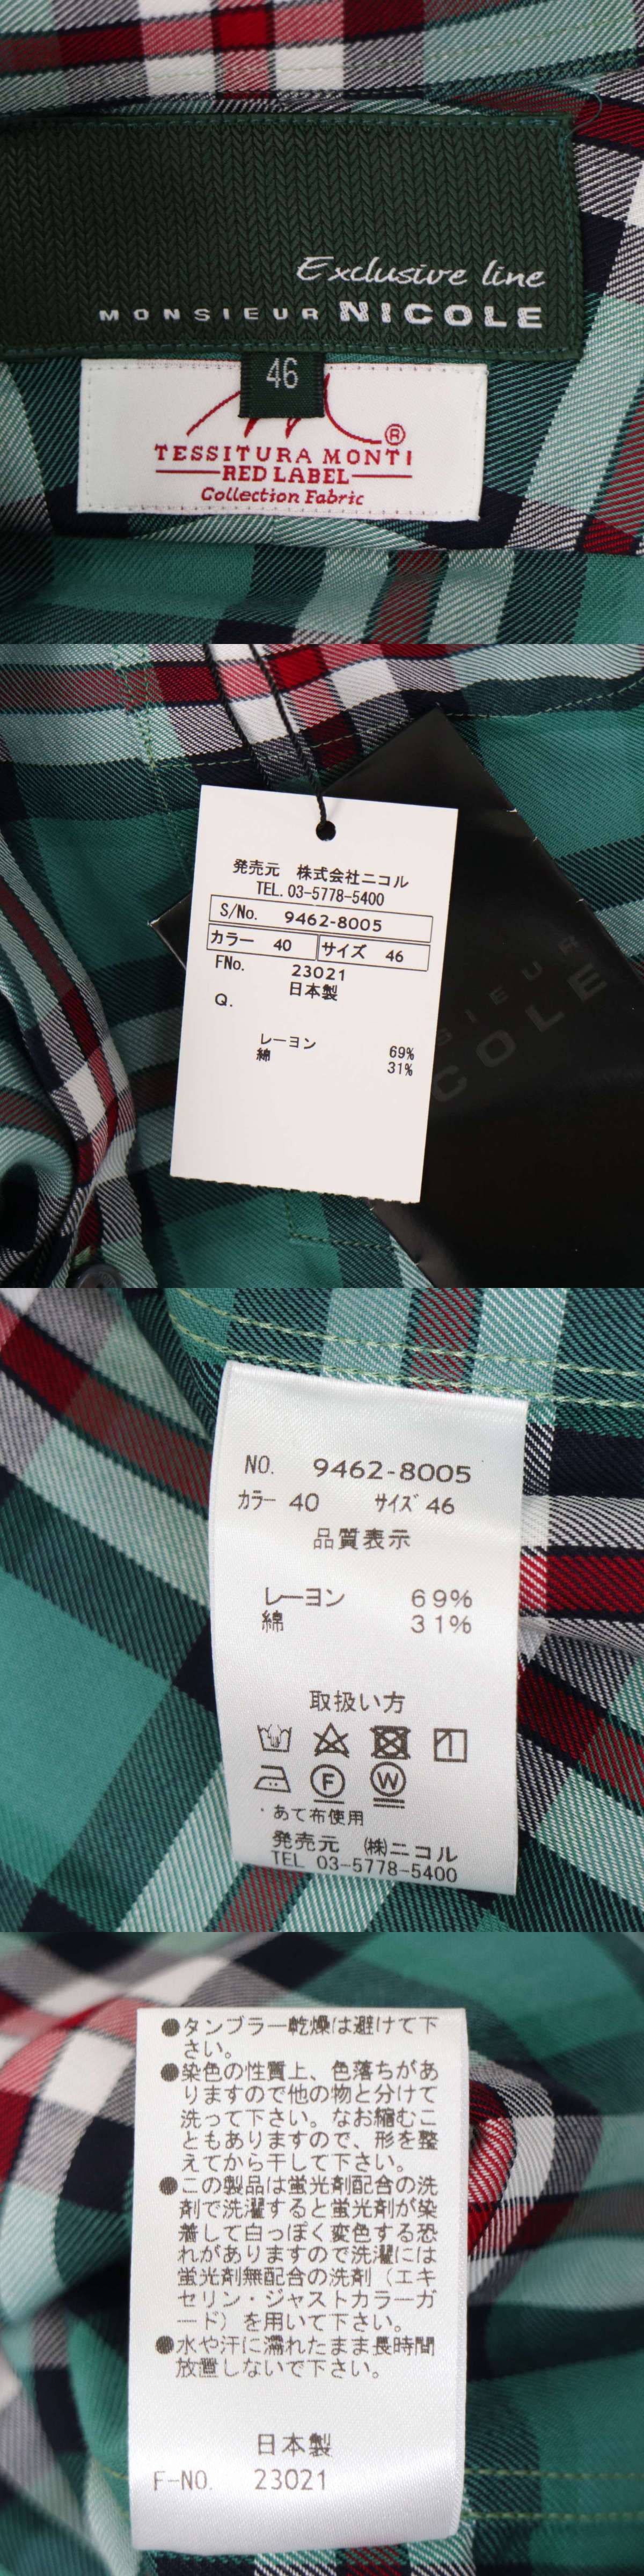 Exclusive line
MONSIEUR NICOLE
46
®
TESSITURA MONTI
RED LABEL
Collection Fabric
発売元 株式会社ニコル
TEL. 03-5778-5400
S/No. 9462-8005
カラー 40 サイズ 46
FNo. 23021
日本製
Q.
レーヨン 69%
綿 31%
SIEUR
COLE
NO. 9462-8005
カラー 40 サイズ 46
品質表示
レーヨン 69%
綿 31%
取扱い方
F W
・あて布使用
発売元 ㈱ニコル
TEL 03-5778-5400
●タンブラー乾燥は避けて下
さい。
●染色の性質上、色落ちがあ
りますので他の物と分けて
洗って下さい。なお縮むこ
ともありますので、形を整
えてから干して下さい。
●この製品は蛍光剤配合の洗
剤で洗濯すると蛍光剤が染
着して白っぽく変色する恐
れがありますので洗濯には
蛍光剤無配合の洗剤（エキ
セリン・ジャストカラーガ
ード）を用いて下さい。
●水や汗に濡れたまま長時間
放置しないで下さい。
日本製
F-NO. 23021